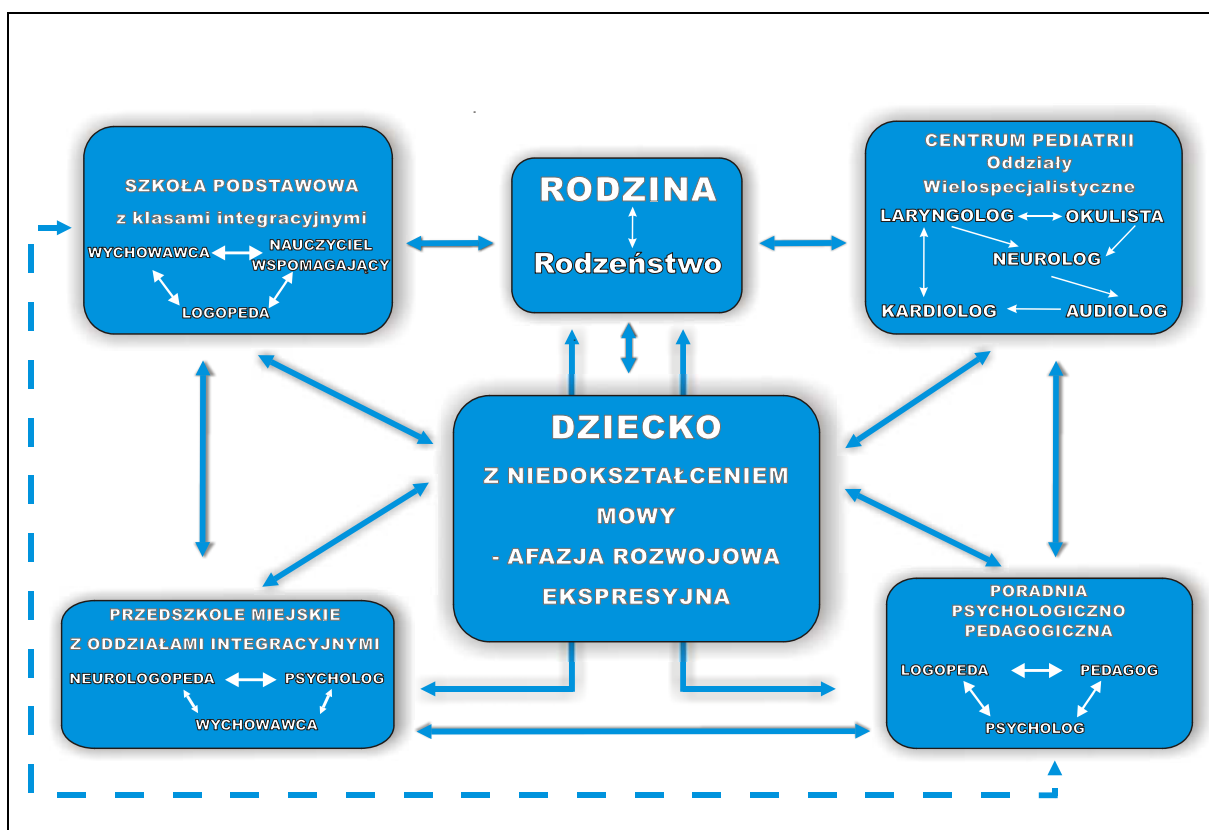 SZKOŁA PODSTAWOWA
z klasami integracyjnymi
WYCHOWAWCA
NAUCZYCIEL
WSPOMAGAJĄCY
LOGOPEDA
RODZINA
Rodzeństwo
CENTRUM PEDIATRII
Oddziały
Wielospecjalistyczne
LARYNGOLOG
OKULISTA
NEUROLOG
KARDIOLOG
AUDIOLOG
DZIECKO
Z NIEDOKSZTAŁCENIEM
MOWY
- AFAZJA ROZWOJOWA
EKSPRESYJNA
PRZEDSZKOLE MIEJSKIE
Z ODDZIAŁAMI INTEGRACYJNYMI
NEUROLOGOPEDA
PSYCHOLOG
WYCHOWAWCA
PORADNIA
PSYCHOLOGICZNO
PEDAGOGICZNA
LOGOPEDA
PEDAGOG
PSYCHOLOG